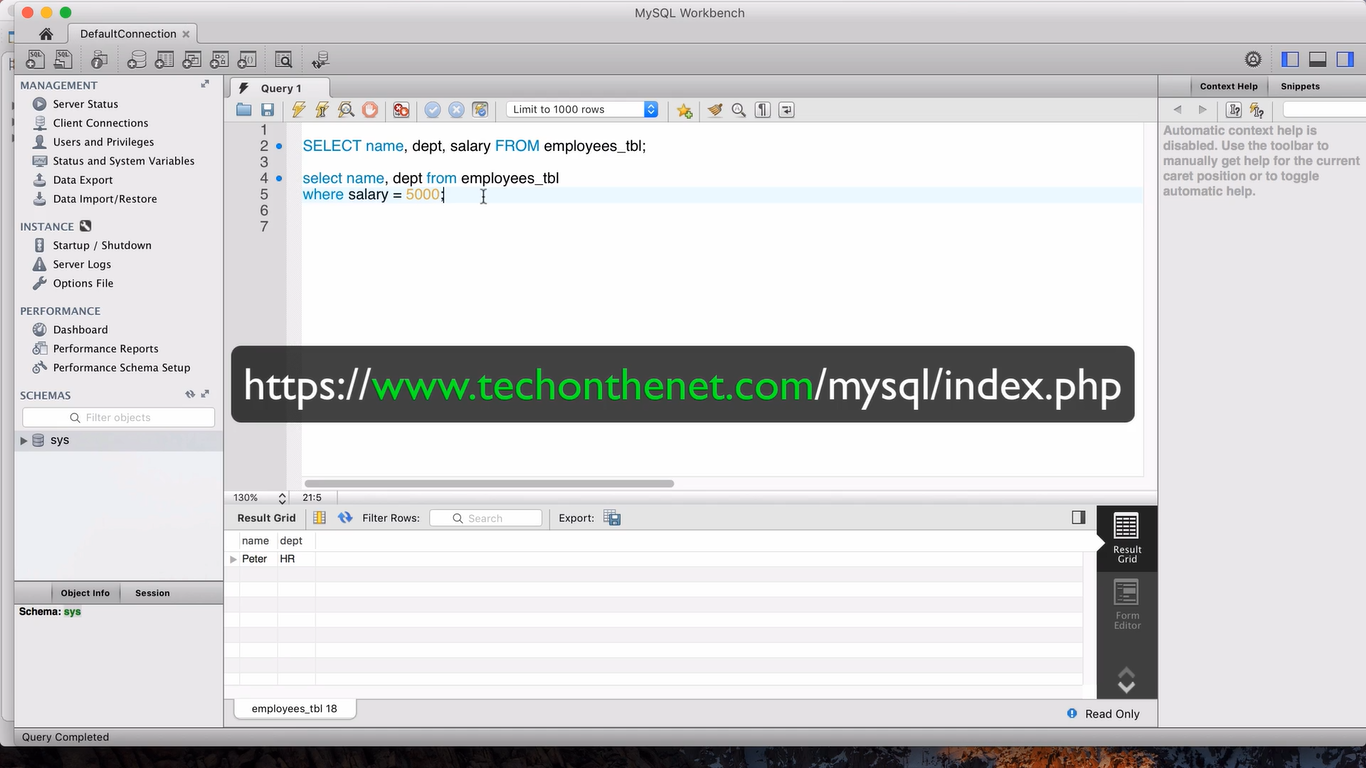 MySQL Workbench
DefaultConnection
MANAGEMENT
Server Status
Client Connections
Users and Privileges
Status and System Variables
Data Export
Data Import/Restore
INSTANCE
Startup / Shutdown
Server Logs
Options File
PERFORMANCE
Dashboard
Performance Reports
Performance Schema Setup
SCHEMAS
Filter objects
sys
Object Info Session
Schema: sys
Query 1
Limit to 1000 rows
1
2 SELECT name, dept, salary FROM employees_tbl;
3
4 select name, dept from employees_tbl
5 where salary = 5000;
6
7
https://www.techonthenet.com/mysql/index.php
130% 21:5
Result Grid Filter Rows: Search Export:
name dept
Peter HR
Result
Grid
Form
Editor
employees_tbl 18
Read Only
Context Help Snippets
Automatic context help is
disabled. Use the toolbar to
manually get help for the current
caret position or to toggle
automatic help.
Query Completed